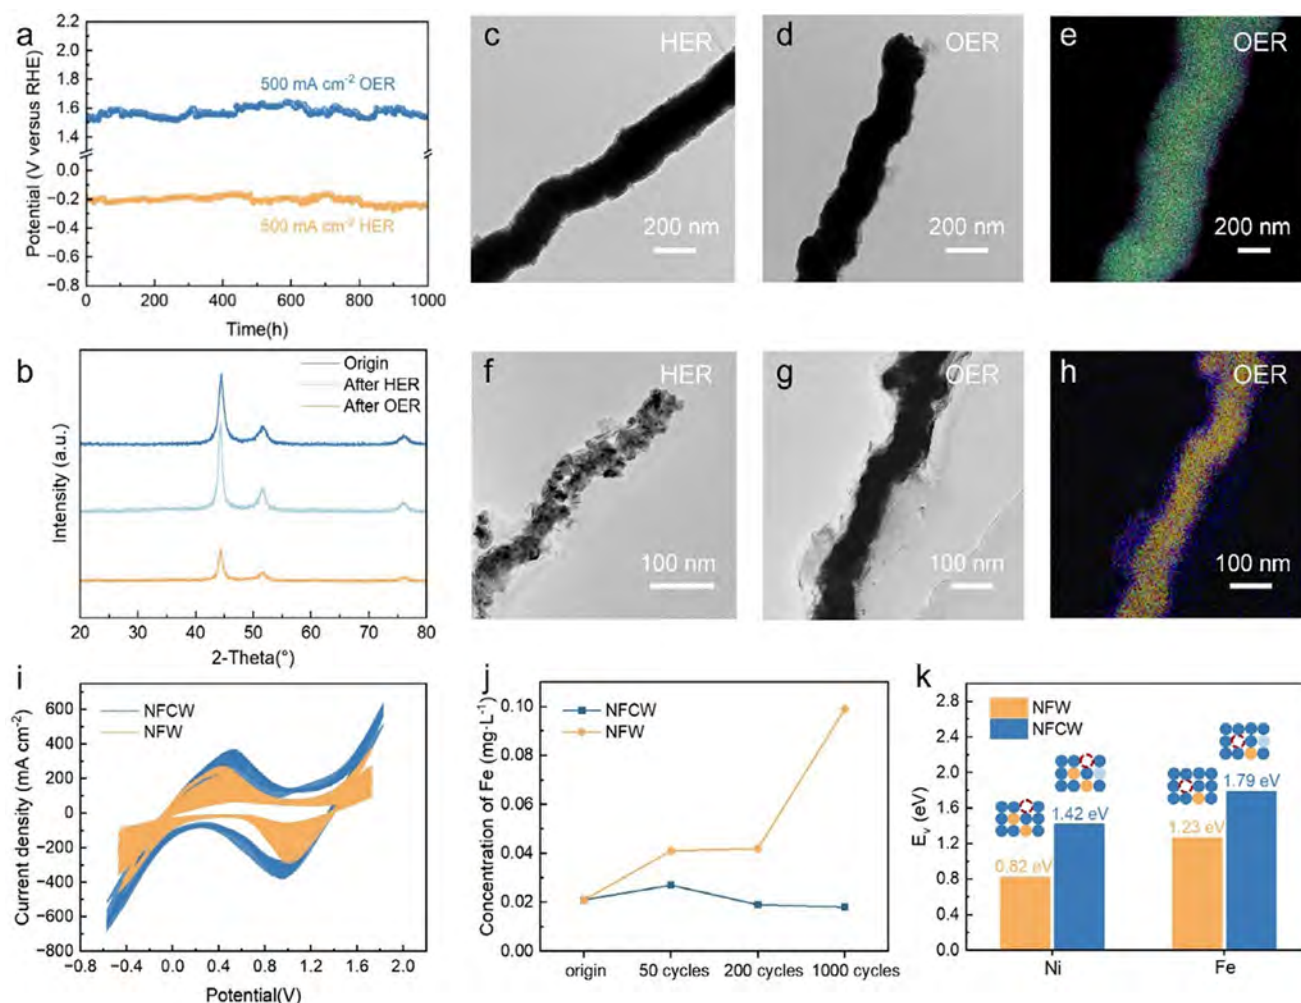 a
2.2
2.0
1.8
1.6
1.4
0.0
−0.2
−0.4
−0.6
−0.8
Potential (V versus RHE)
500 mA cm⁻² OER
500 mA cm⁻² HER
0
200
400
600
800
1000
Time(h)
c
HER
200 nm
d
OER
200 nm
e
OER
200 nm
b
Origin
After HER
After OER
Intensity (a.u.)
20
30
40
50
60
70
80
2-Theta(°)
f
HER
100 nm
g
OER
100 nm
h
OER
100 nm
i
NFCW
NFW
600
400
200
0
−200
−400
−600
−800
Current density (mA cm⁻²)
−0.8
−0.4
0.0
0.4
0.8
1.2
1.6
2.0
Potential(V)
j
NFCW
NFW
0.10
0.08
0.06
0.04
0.02
0.00
Concentration of Fe (mg·L⁻¹)
origin
50 cycles
200 cycles
1000 cycles
k
NFW
NFCW
2.8
2.4
2.0
1.6
1.2
0.8
0.4
0.0
Eᵥ (eV)
0.82 eV
1.42 eV
1.23 eV
1.79 eV
Ni
Fe